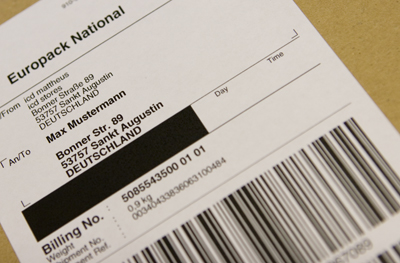 Europack National
/From icd mattheus
icd stores
Bonner Straße 89
53757 Sankt Augustin
DEUTSCHLAND
An/To Max Mustermann
Bonner Str. 89
53757 Sankt Augustin
DEUTSCHLAND
Day
Time
Billing No. 5085543500 01 01
Weight 0,9 kg
00340433836063100484